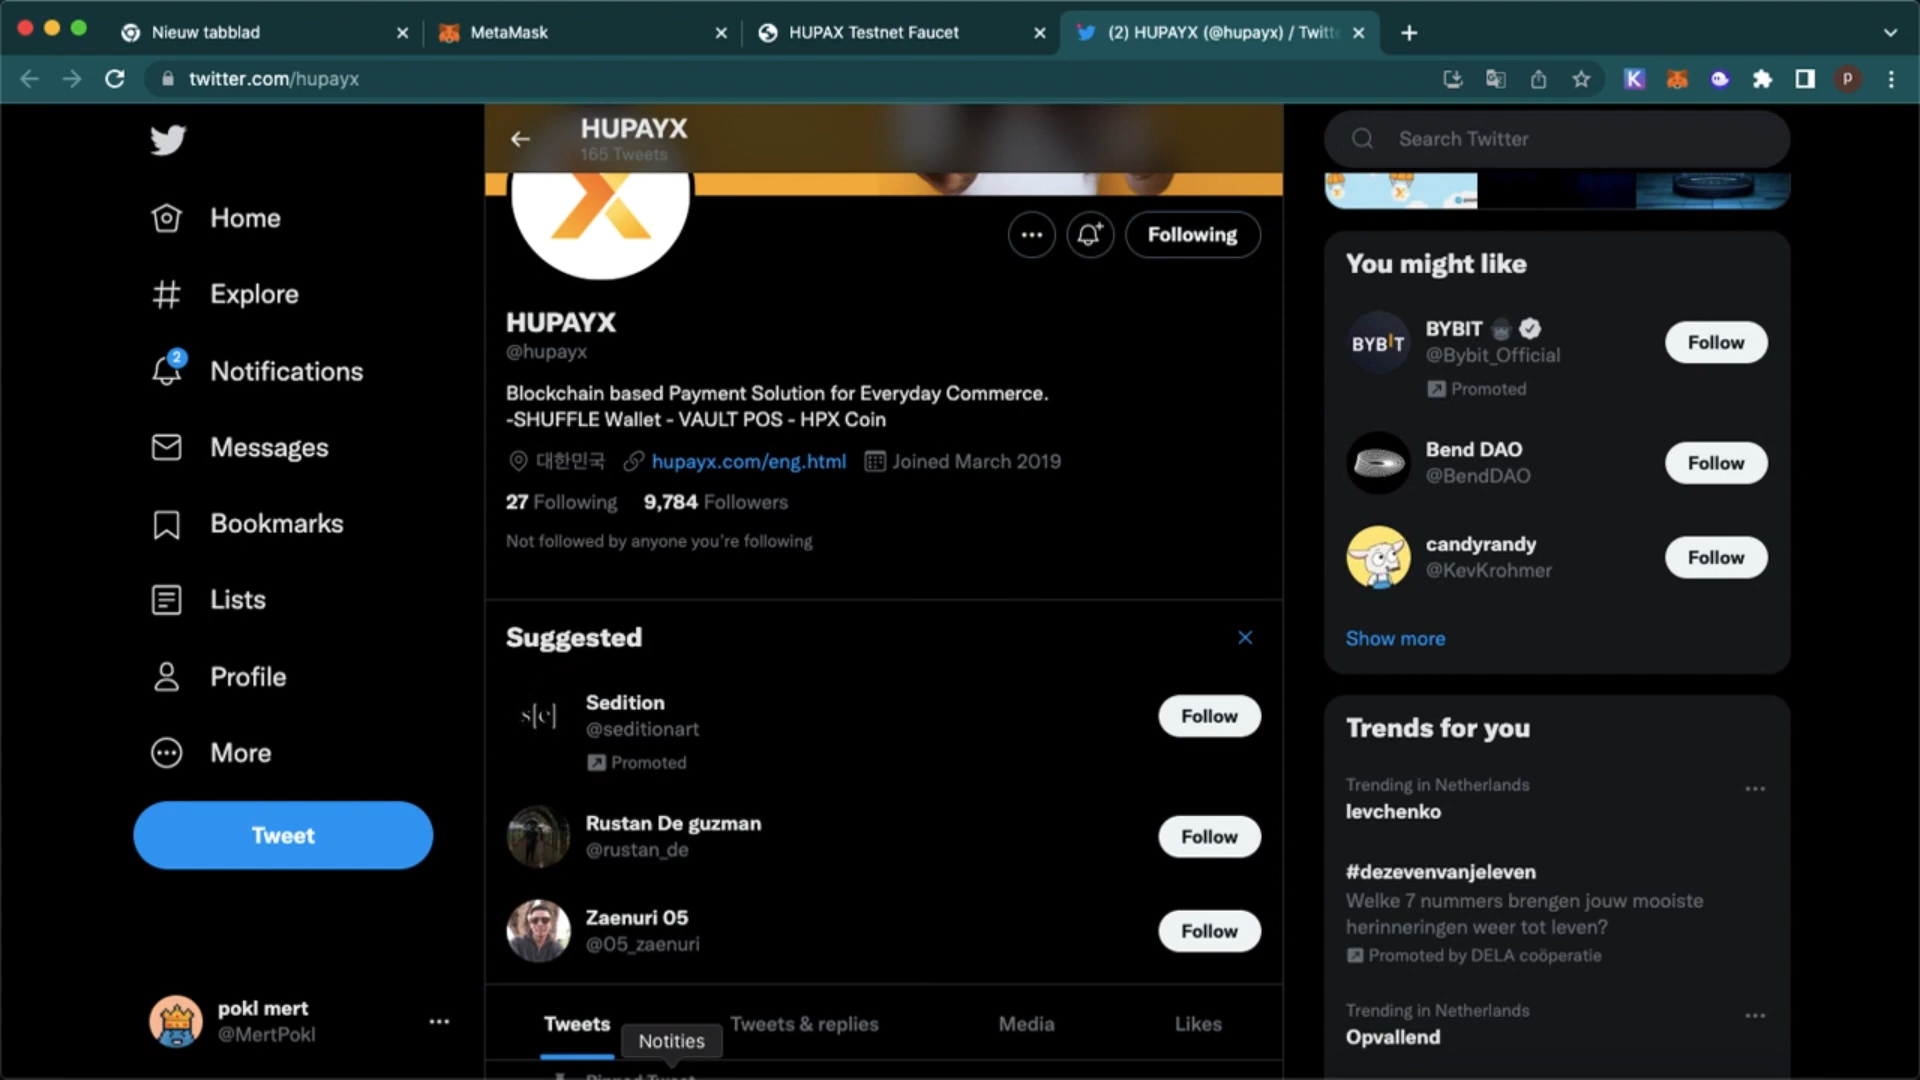 Nieuw tabblad
MetaMask
HUPAX Testnet Faucet
(2) HUPAYX (@hupayx) / Twitt
twitter.com/hupayx
K
P
HUPAYX
165 Tweets
Search Twitter
Home
Explore
2
Notifications
Messages
Bookmarks
Lists
Profile
More
Tweet
pokl mert
@MertPokl
Following
HUPAYX
@hupayx
Blockchain based Payment Solution for Everyday Commerce.
-SHUFFLE Wallet - VAULT POS - HPX Coin
대한민국 hupayx.com/eng.html Joined March 2019
27 Following 9,784 Followers
Not followed by anyone you're following
Suggested
s[e]
Sedition
@seditionart
Promoted
Follow
Rustan De guzman
@rustan_de
Follow
Zaenuri 05
@05_zaenuri
Follow
Tweets
Tweets & replies
Media
Likes
Notities
You might like
BYBIT
BYBIT
@Bybit_Official
Promoted
Follow
Bend DAO
@BendDAO
Follow
candyrandy
@KevKrohmer
Follow
Show more
Trends for you
Trending in Netherlands
levchenko
#dezevenvanjeleven
Welke 7 nummers brengen jouw mooiste
herinneringen weer tot leven?
Promoted by DELA coöperatie
Trending in Netherlands
Opvallend